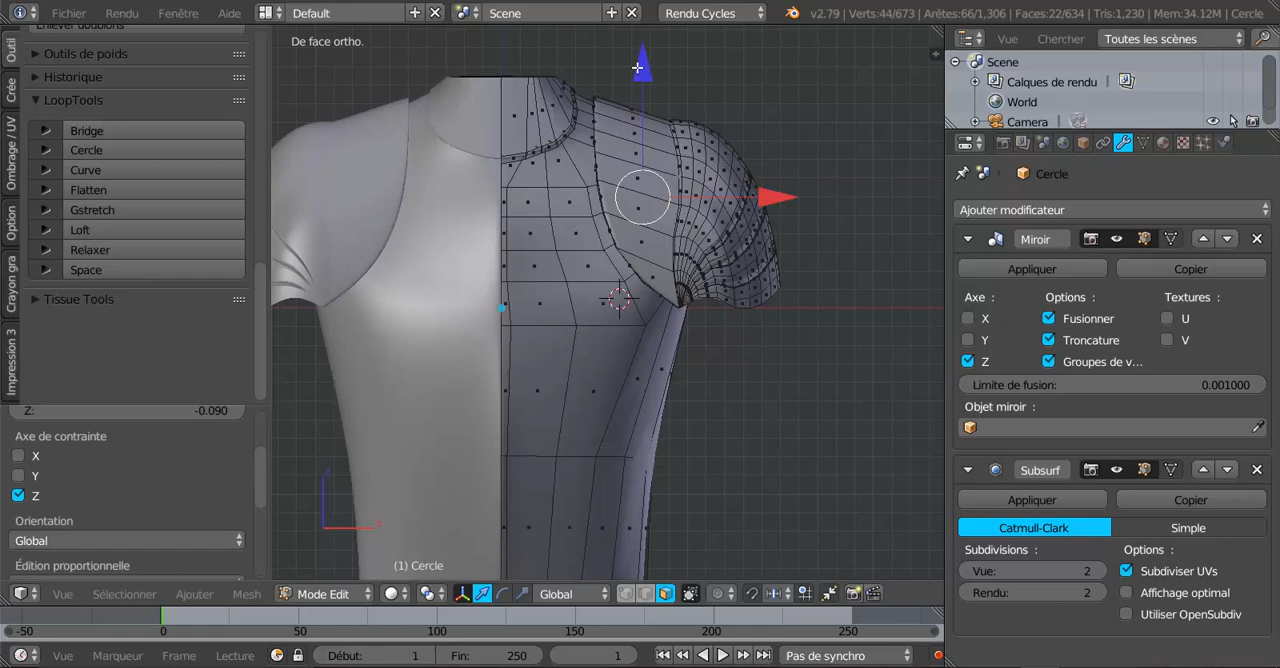 Fichier Rendu Fenêtre Aide Default Scene Rendu Cycles v2.79 | Verts:44/673 | Arêtes:66/1,306 | Faces:22/634 | Tris:1,230 | Mem:34.12M | Cercle
Enlever doublons
Outils de poids
Historique
LoopTools
Bridge
Cercle
Curve
Flatten
Gstretch
Loft
Relaxer
Space
Tissue Tools
Outil
Crée
Ombrage / UV
Option
Crayon gra
Impression 3
Z: -0.090
Axe de contrainte
X
Y
Z
Orientation
Global
Édition proportionnelle
De face ortho.
z
x
(1) Cercle
Vue Sélectionner Ajouter Mesh Mode Edit Global
-50 0 50 100 150 200 250
Vue Marqueur Frame Lecture Début: 1 Fin: 250 1 Pas de synchro
Vue Chercher Toutes les scènes
Scene
Calques de rendu
World
Camera
Cercle
Ajouter modificateur
Miroir
Appliquer Copier
Axe : Options : Textures :
X Fusionner U
Y Troncature V
Z Groupes de v...
Limite de fusion: 0.001000
Objet miroir :
Subsurf
Appliquer Copier
Catmull-Clark Simple
Subdivisions : Options :
Vue: 2 Subdiviser UVs
Rendu: 2 Affichage optimal
Utiliser OpenSubdiv